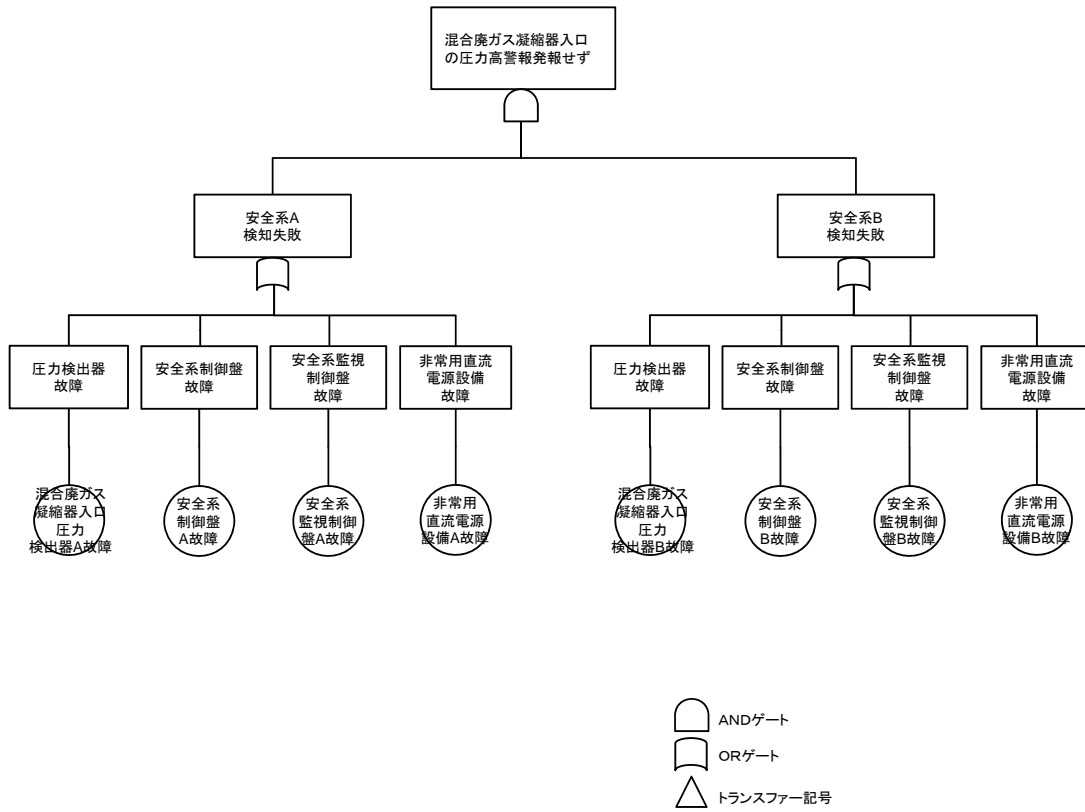 混合廃ガス凝縮器入口
の圧力高警報発報せず
安全系A
検知失敗
安全系B
検知失敗
圧力検出器
故障
安全系制御盤
故障
安全系監視
制御盤
故障
非常用直流
電源設備
故障
圧力検出器
故障
安全系制御盤
故障
安全系監視
制御盤
故障
非常用直流
電源設備
故障
混合廃ガス
凝縮器入口
圧力
検出器A故障
安全系
制御盤
A故障
安全系
監視制御
盤A故障
非常用
直流電源
設備A故障
混合廃ガス
凝縮器入口
圧力
検出器B故障
安全系
制御盤
B故障
安全系
監視制御
盤B故障
非常用
直流電源
設備B故障
ANDゲート
ORゲート
トランスファー記号